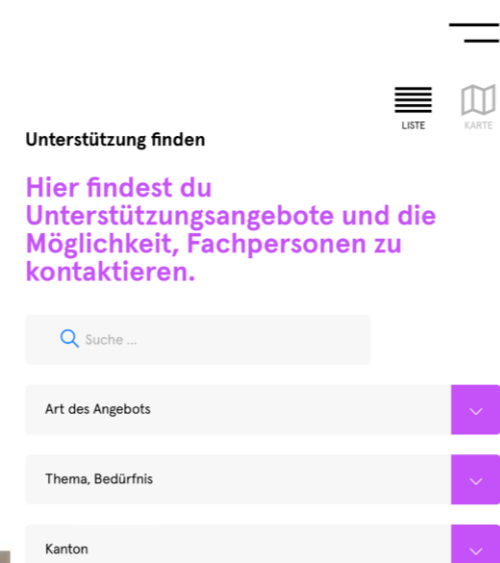 LISTE
KARTE
Unterstützung finden
Hier findest du
Unterstützungsangebote und die
Möglichkeit, Fachpersonen zu
kontaktieren.
Suche ...
Art des Angebots
Thema, Bedürfnis
Kanton